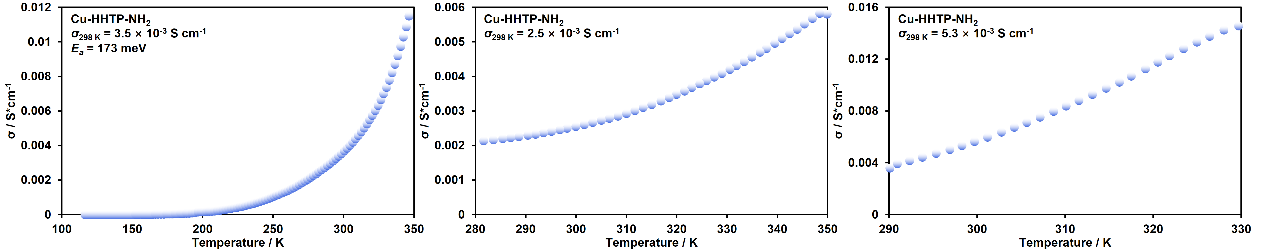 Cu-HHTP-NH2
σ298 K = 3.5 × 10-3 S cm-1
Ea = 173 meV
σ / S*cm-1
0.012
0.01
0.008
0.006
0.004
0.002
0
100 150 200 250 300 350
Temperature / K
Cu-HHTP-NH2
σ298 K = 2.5 × 10-3 S cm-1
σ / S*cm-1
0.006
0.005
0.004
0.003
0.002
0.001
0
280 290 300 310 320 330 340 350
Temperature / K
Cu-HHTP-NH2
σ298 K = 5.3 × 10-3 S cm-1
σ / S*cm-1
0.016
0.012
0.008
0.004
0
290 300 310 320 330
Temperature / K